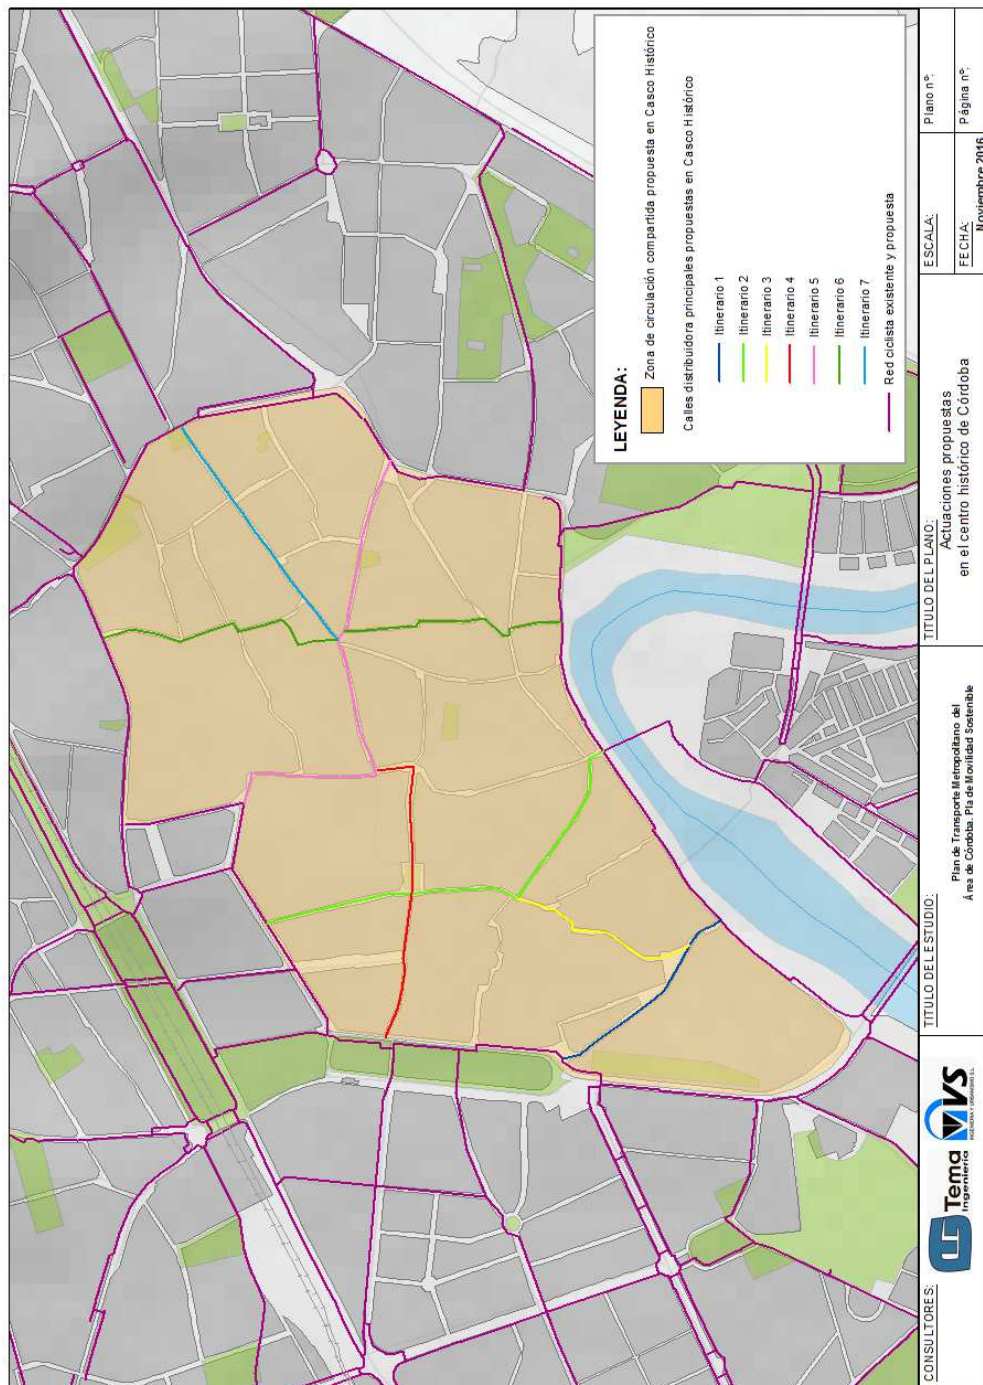 LEYENDA:
Zona de circulación compartida propuesta en Casco Histórico
Calles distribuidora principales propuestas en Casco Histórico
Itinerario 1
Itinerario 2
Itinerario 3
Itinerario 4
Itinerario 5
Itinerario 6
Itinerario 7
Red ciclista existente y propuesta
CONSULTORES:
Tema
Ingeniería
VS
INGENIERIA Y URBANISMO S.L.
TITULO DEL ESTUDIO:
Plan de Transporte Metropolitano del
Área de Córdoba. Pla de Movilidad Sostenible
TITULO DEL PLANO:
Actuaciones propuestas
en el centro histórico de Córdoba
ESCALA:
Plano nº:
FECHA:
Noviembre 2016
Página nº: